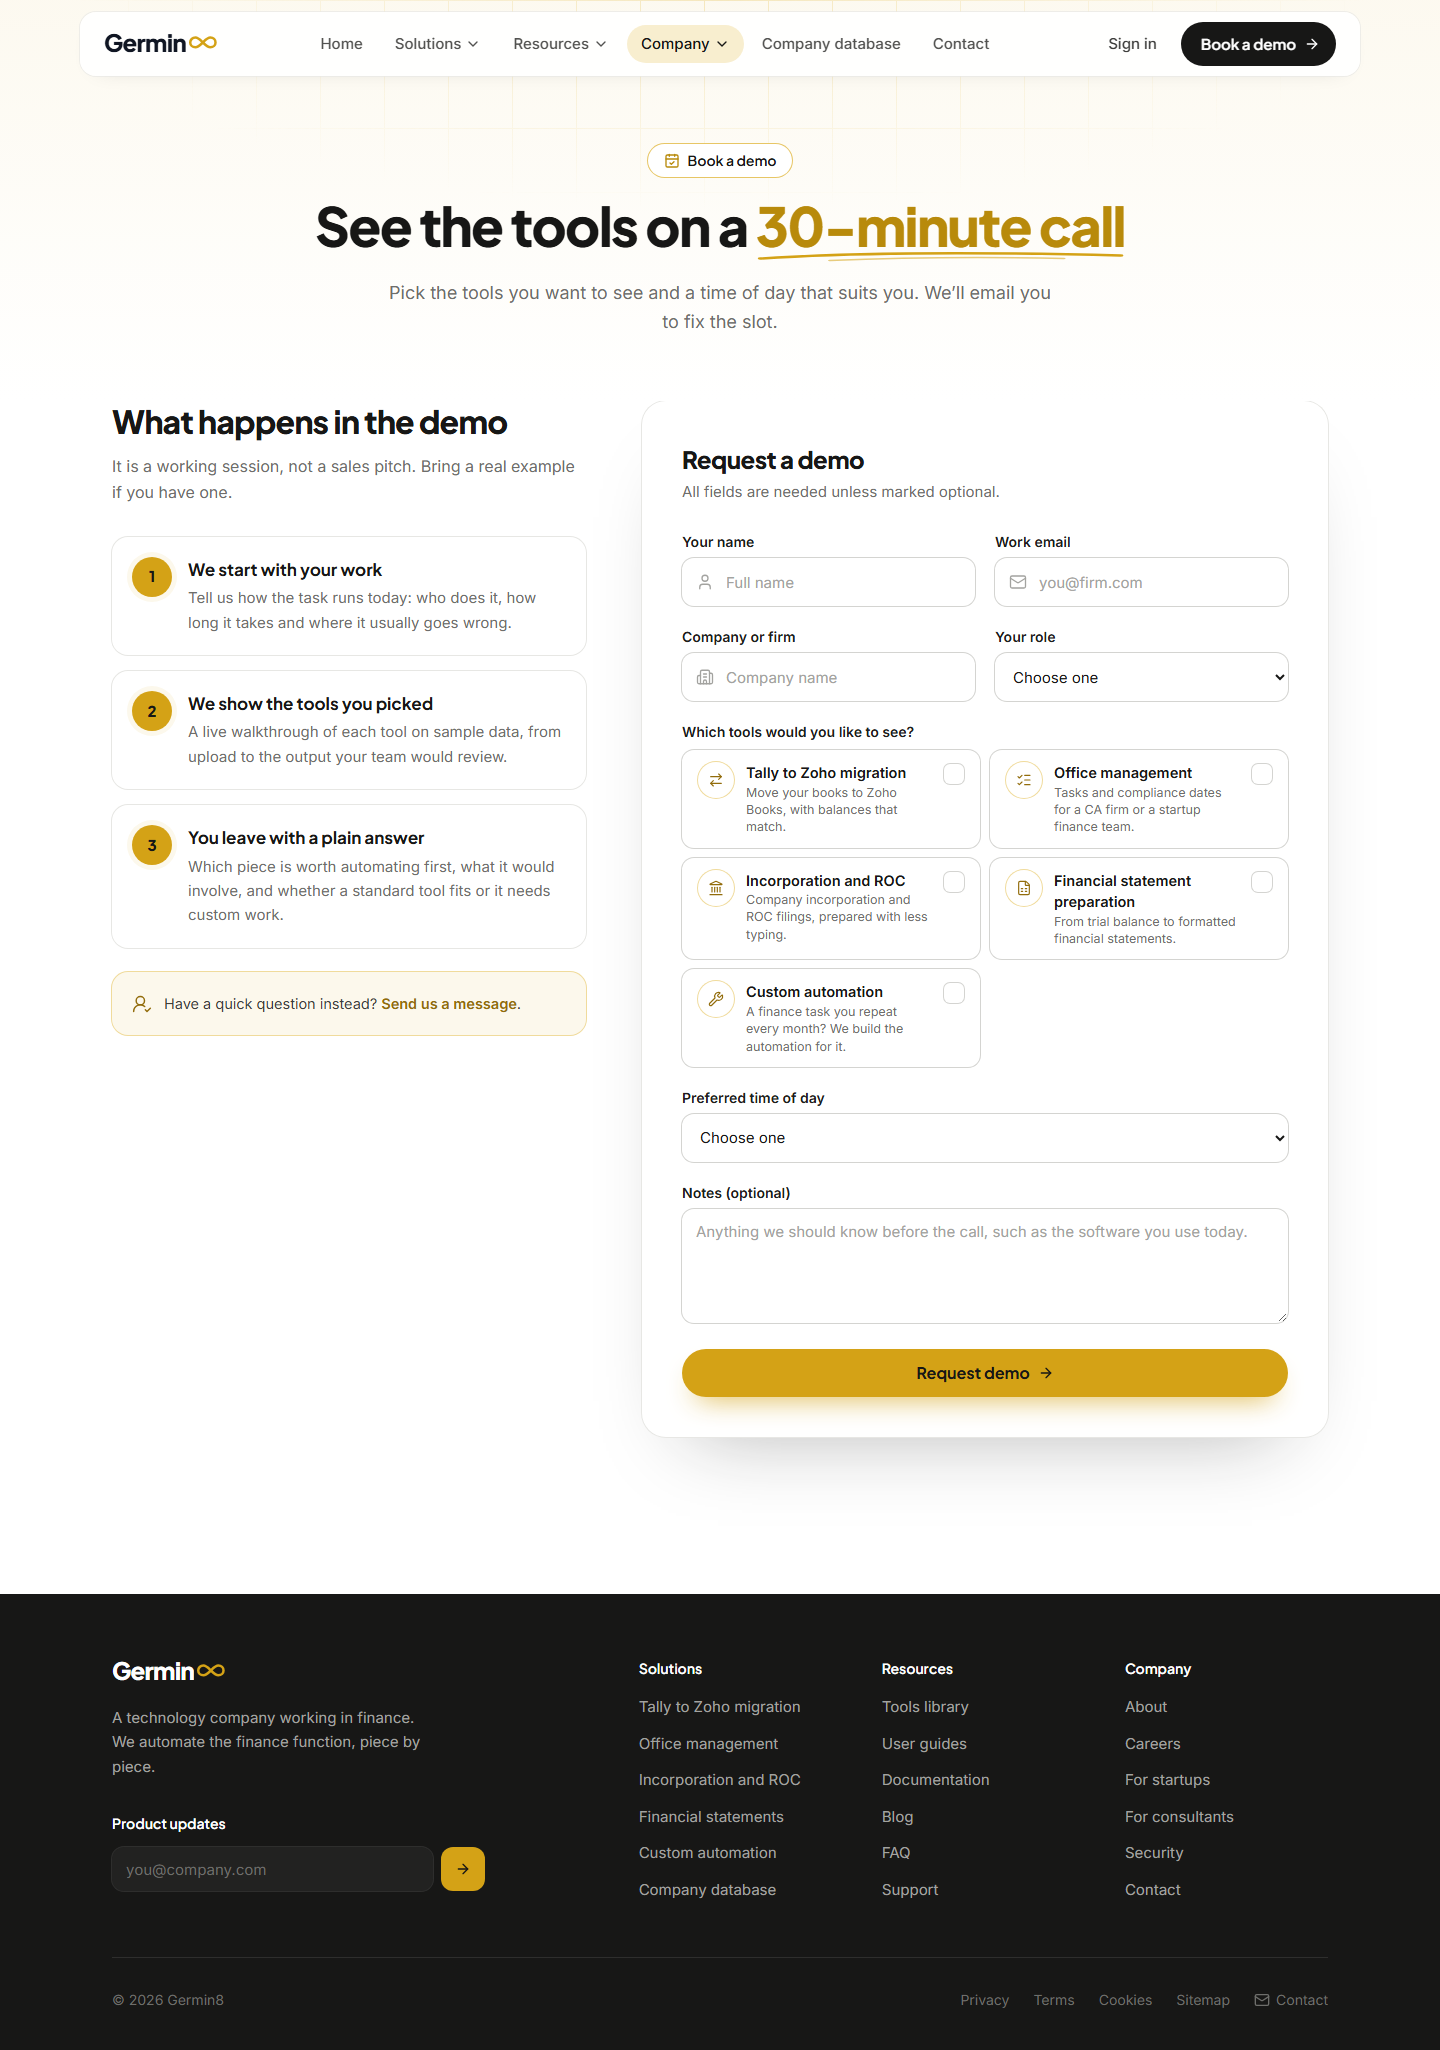 Germin
Home
Solutions
Resources
Company
Company database
Contact
Sign in
Book a demo
Book a demo
See the tools on a 30-minute call
Pick the tools you want to see and a time of day that suits you. We’ll email you
to fix the slot.
What happens in the demo
It is a working session, not a sales pitch. Bring a real example
if you have one.
1
We start with your work
Tell us how the task runs today: who does it, how
long it takes and where it usually goes wrong.
2
We show the tools you picked
A live walkthrough of each tool on sample data, from
upload to the output your team would review.
3
You leave with a plain answer
Which piece is worth automating first, what it would
involve, and whether a standard tool fits or it needs
custom work.
Have a quick question instead? Send us a message.
Request a demo
All fields are needed unless marked optional.
Your name
Full name
Work email
you@firm.com
Company or firm
Company name
Your role
Choose one
Which tools would you like to see?
Tally to Zoho migration
Move your books to Zoho
Books, with balances that
match.
Office management
Tasks and compliance dates
for a CA firm or a startup
finance team.
Incorporation and ROC
Company incorporation and
ROC filings, prepared with less
typing.
Financial statement
preparation
From trial balance to formatted
financial statements.
Custom automation
A finance task you repeat
every month? We build the
automation for it.
Preferred time of day
Choose one
Notes (optional)
Anything we should know before the call, such as the software you use today.
Request demo
Germin
A technology company working in finance.
We automate the finance function, piece by
piece.
Product updates
you@company.com
Solutions
Tally to Zoho migration
Office management
Incorporation and ROC
Financial statements
Custom automation
Company database
Resources
Tools library
User guides
Documentation
Blog
FAQ
Support
Company
About
Careers
For startups
For consultants
Security
Contact
© 2026 Germin8
Privacy
Terms
Cookies
Sitemap
Contact